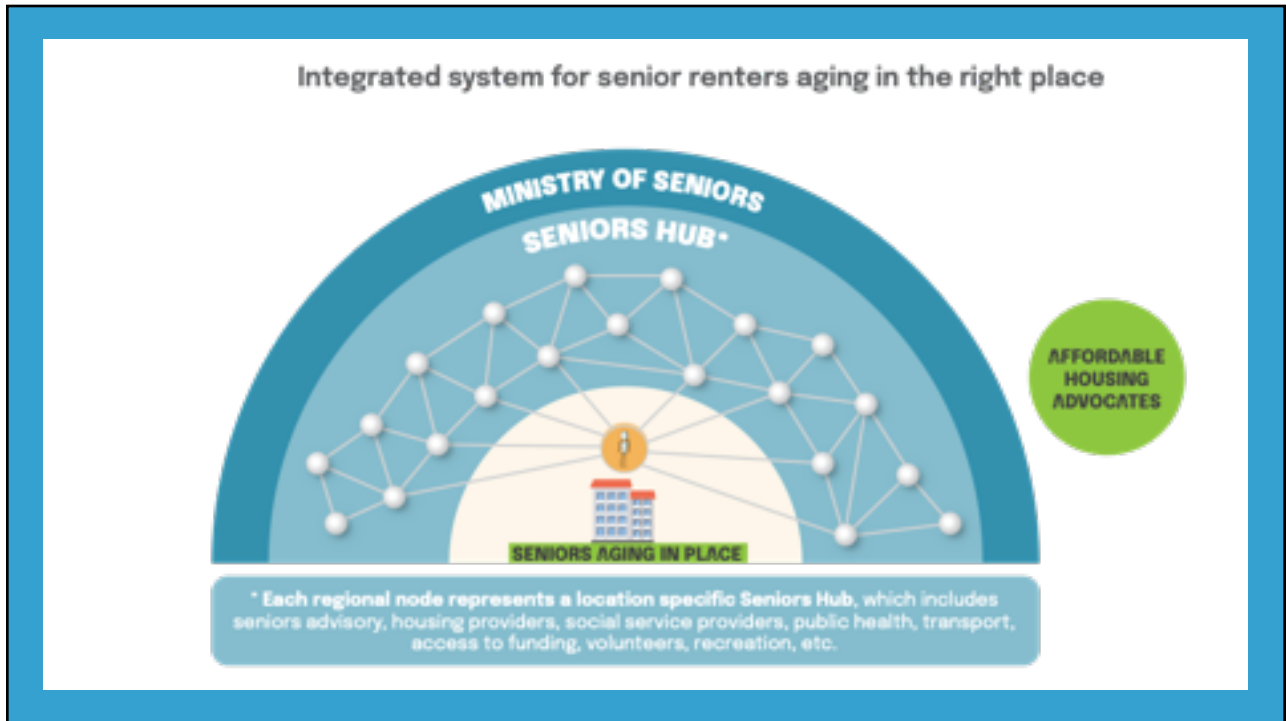 Integrated system for senior renters aging in the right place
MINISTRY OF SENIORS
SENIORS HUB*
AFFORDABLE
HOUSING
ADVOCATES
SENIORS AGING IN PLACE
* Each regional node represents a location specific Seniors Hub, which includes
seniors advisory, housing providers, social service providers, public health, transport,
access to funding, volunteers, recreation, etc.